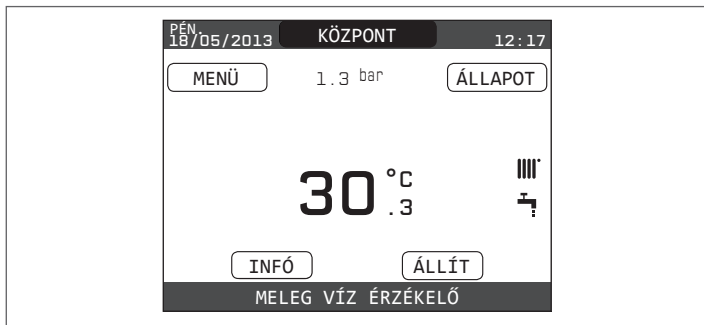 PÉN.
18/05/2013 KÖZPONT 12:17
MENÜ 1.3 bar ÁLLAPOT
30.3 °C
INFÓ ÁLLÍT
MELEG VÍZ ÉRZÉKELŐ